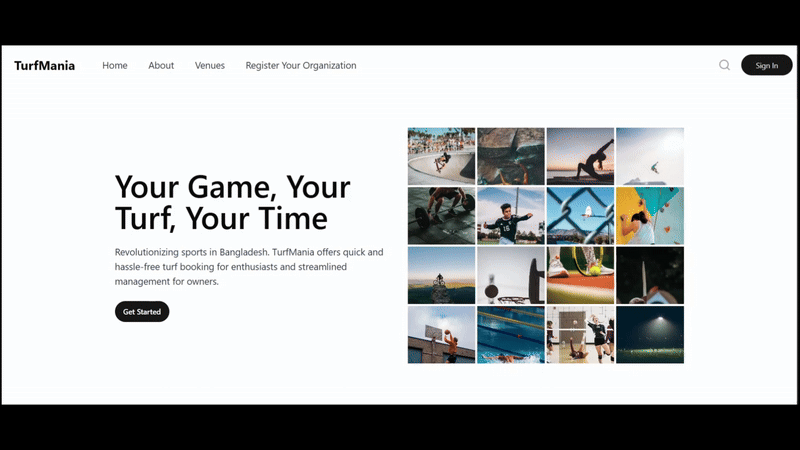 TurfMania Home About Venues Register Your Organization Sign In
Your Game, Your
Turf, Your Time
Revolutionizing sports in Bangladesh. TurfMania offers quick and
hassle-free turf booking for enthusiasts and streamlined
management for owners.
Get Started